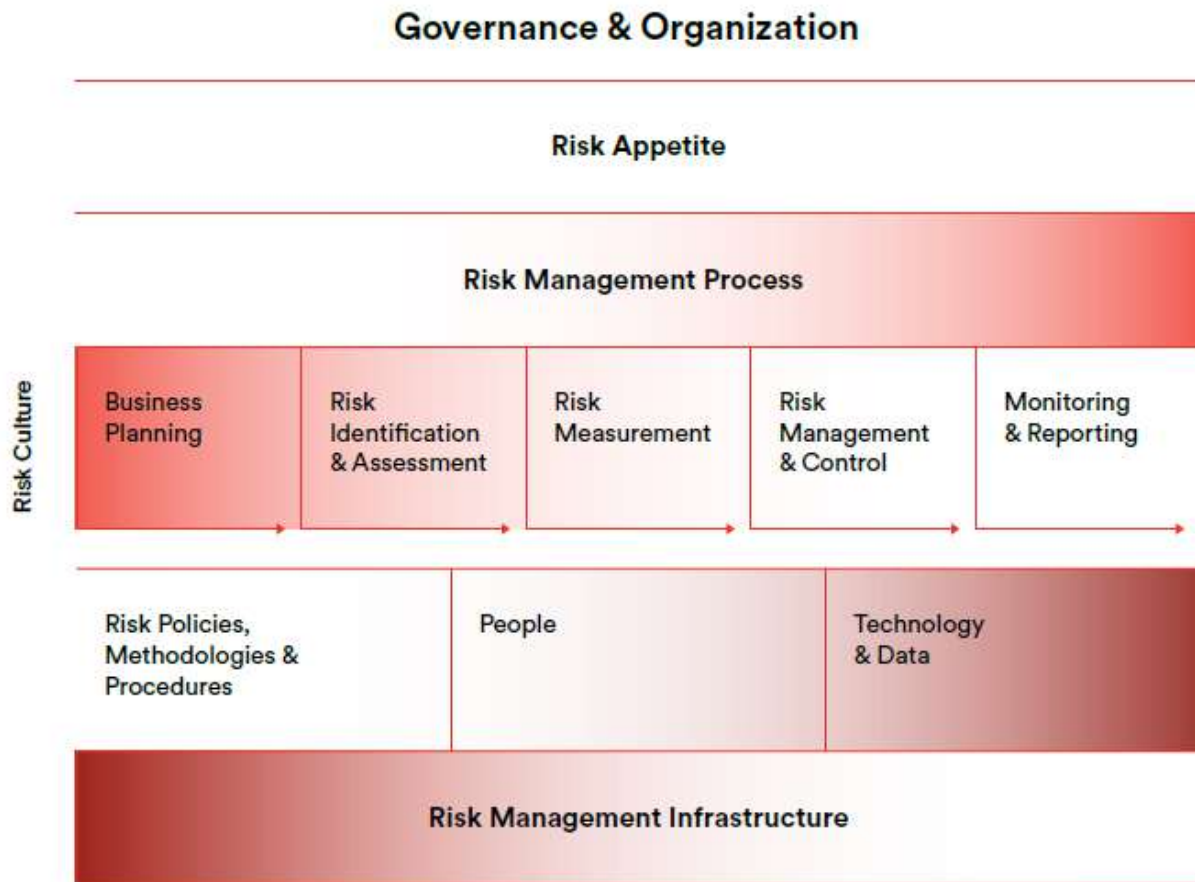 Governance & Organization
Risk Appetite
Risk Management Process
Risk Culture
Business
Planning
Risk
Identification
& Assessment
Risk
Measurement
Risk
Management
& Control
Monitoring
& Reporting
Risk Policies,
Methodologies &
Procedures
People
Technology
& Data
Risk Management Infrastructure